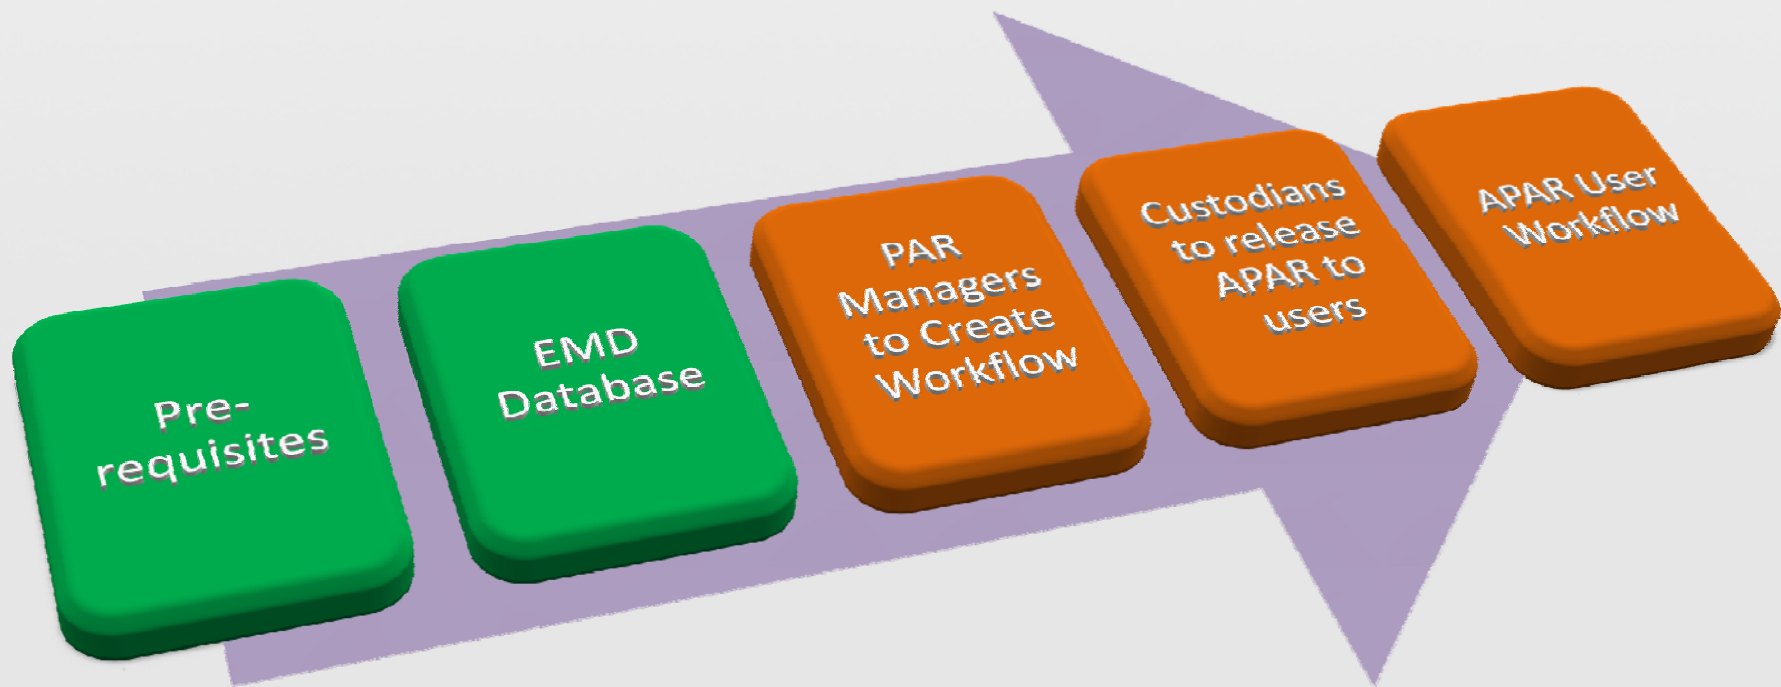 Pre-
requisites
EMD
Database
PAR
Managers
to Create
Workflow
Custodians
to release
APAR to
users
APAR User
Workflow